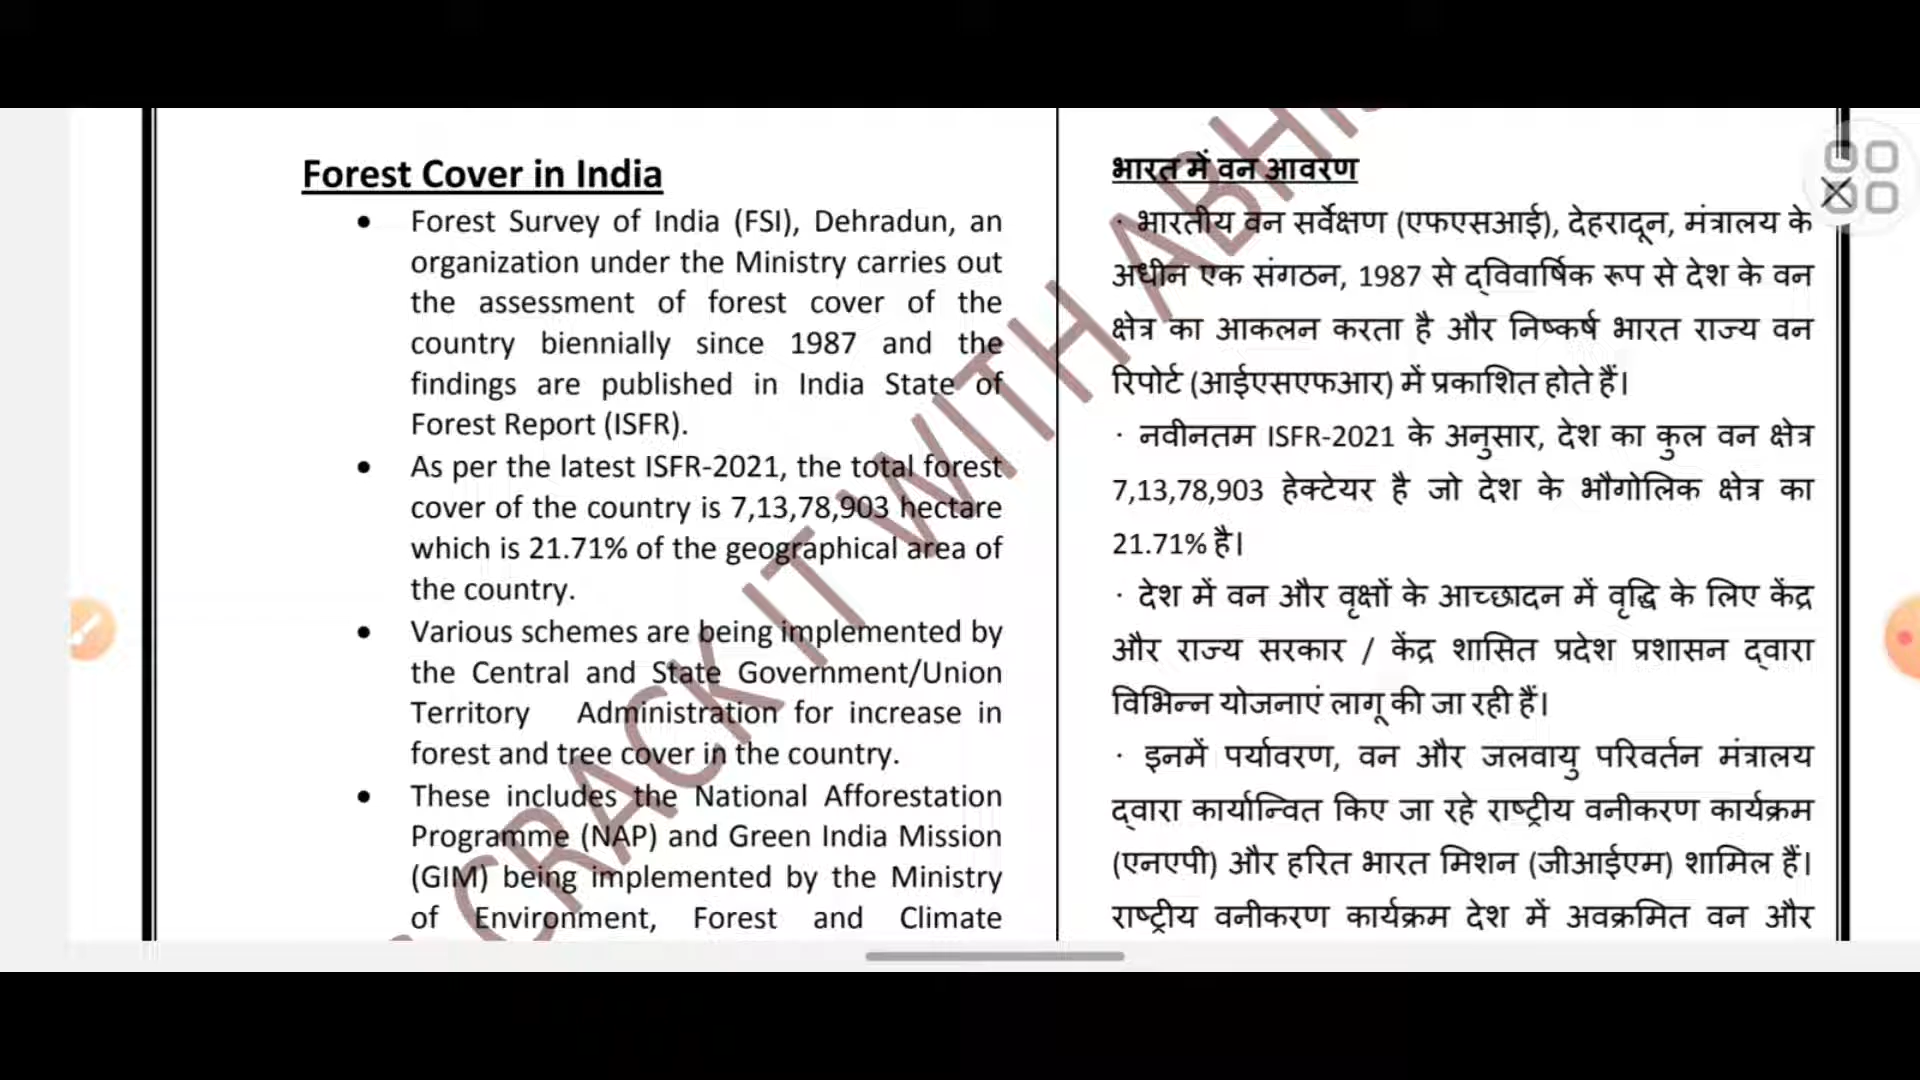 Forest Cover in India
• Forest Survey of India (FSI), Dehradun, an
organization under the Ministry carries out
the assessment of forest cover of the
country biennially since 1987 and the
findings are published in India State of
Forest Report (ISFR).
• As per the latest ISFR-2021, the total forest
cover of the country is 7,13,78,903 hectare
which is 21.71% of the geographical area of
the country.
• Various schemes are being implemented by
the Central and State Government/Union
Territory Administration for increase in
forest and tree cover in the country.
• These includes the National Afforestation
Programme (NAP) and Green India Mission
(GIM) being implemented by the Ministry
of Environment, Forest and Climate
भारत में वन आवरण
· भारतीय वन सर्वेक्षण (एफएसआई), देहरादून, मंत्रालय के
अधीन एक संगठन, 1987 से द्विवार्षिक रूप से देश के वन
क्षेत्र का आकलन करता है और निष्कर्ष भारत राज्य वन
रिपोर्ट (आईएसएफआर) में प्रकाशित होते हैं।
· नवीनतम ISFR-2021 के अनुसार, देश का कुल वन क्षेत्र
7,13,78,903 हेक्टेयर है जो देश के भौगोलिक क्षेत्र का
21.71% है।
· देश में वन और वृक्षों के आच्छादन में वृद्धि के लिए केंद्र
और राज्य सरकार / केंद्र शासित प्रदेश प्रशासन द्वारा
विभिन्न योजनाएं लागू की जा रही हैं।
· इनमें पर्यावरण, वन और जलवायु परिवर्तन मंत्रालय
द्वारा कार्यान्वित किए जा रहे राष्ट्रीय वनीकरण कार्यक्रम
(एनएपी) और हरित भारत मिशन (जीआईएम) शामिल हैं।
राष्ट्रीय वनीकरण कार्यक्रम देश में अवक्रमित वन और
CRACK IT WITH